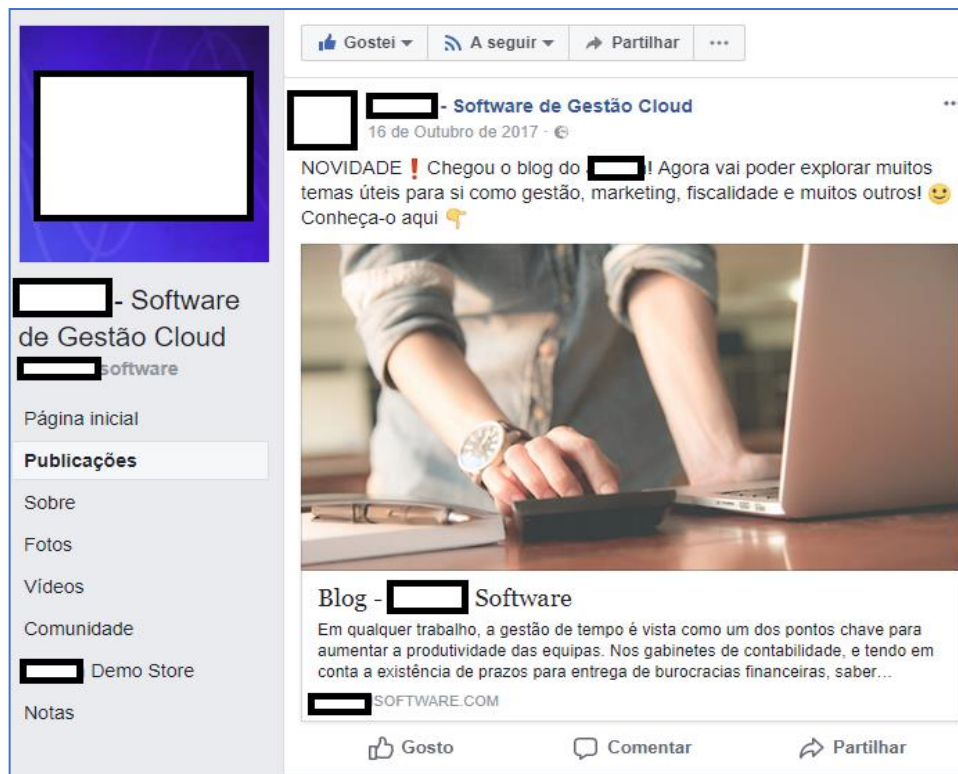 Gostei
A seguir
Partilhar
- Software
de Gestão Cloud
software
Página inicial
Publicações
Sobre
Fotos
Vídeos
Comunidade
Demo Store
Notas
- Software de Gestão Cloud
16 de Outubro de 2017 ·
NOVIDADE ❗ Chegou o blog do ! Agora vai poder explorar muitos
temas úteis para si como gestão, marketing, fiscalidade e muitos outros! 🙂
Conheça-o aqui 👇
Blog - Software
Em qualquer trabalho, a gestão de tempo é vista como um dos pontos chave para
aumentar a produtividade das equipas. Nos gabinetes de contabilidade, e tendo em
conta a existência de prazos para entrega de burocracias financeiras, saber...
SOFTWARE.COM
Gosto
Comentar
Partilhar